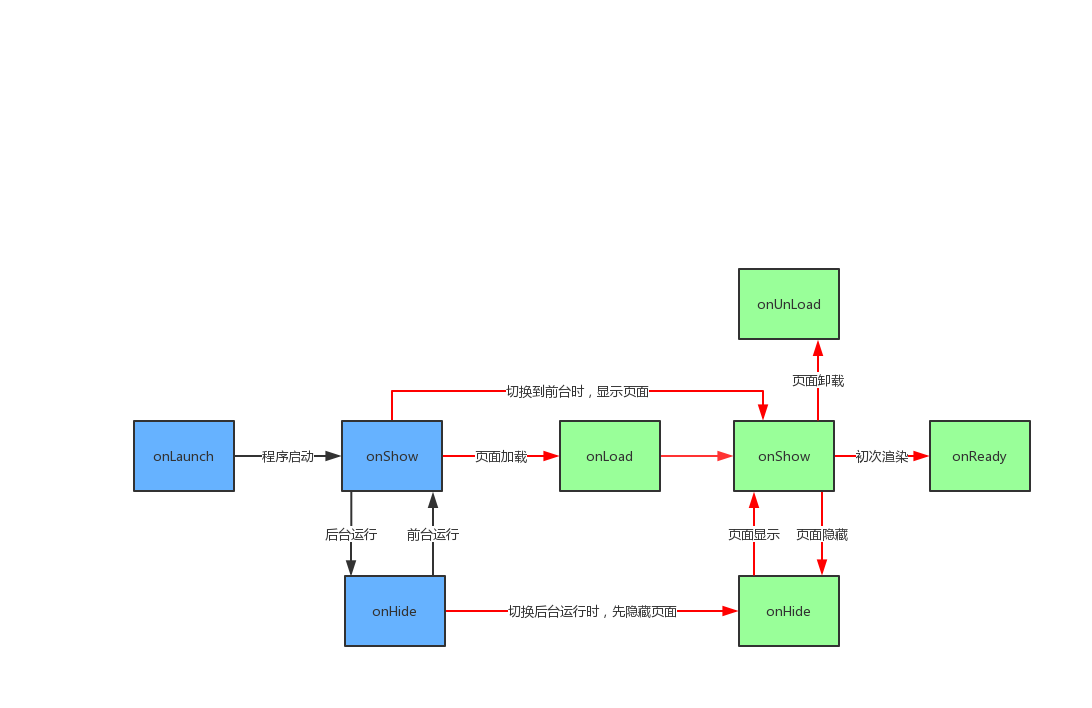 onUnLoad
页面卸载
切换到前台时，显示页面
onLaunch
程序启动
onShow
页面加载
onLoad
onShow
初次渲染
onReady
后台运行
前台运行
页面显示
页面隐藏
onHide
切换后台运行时，先隐藏页面
onHide